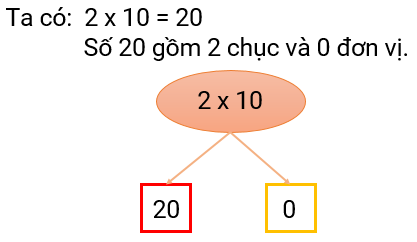 Ta có: 2 x 10 = 20
Số 20 gồm 2 chục và 0 đơn vị.
2 x 10
20 0